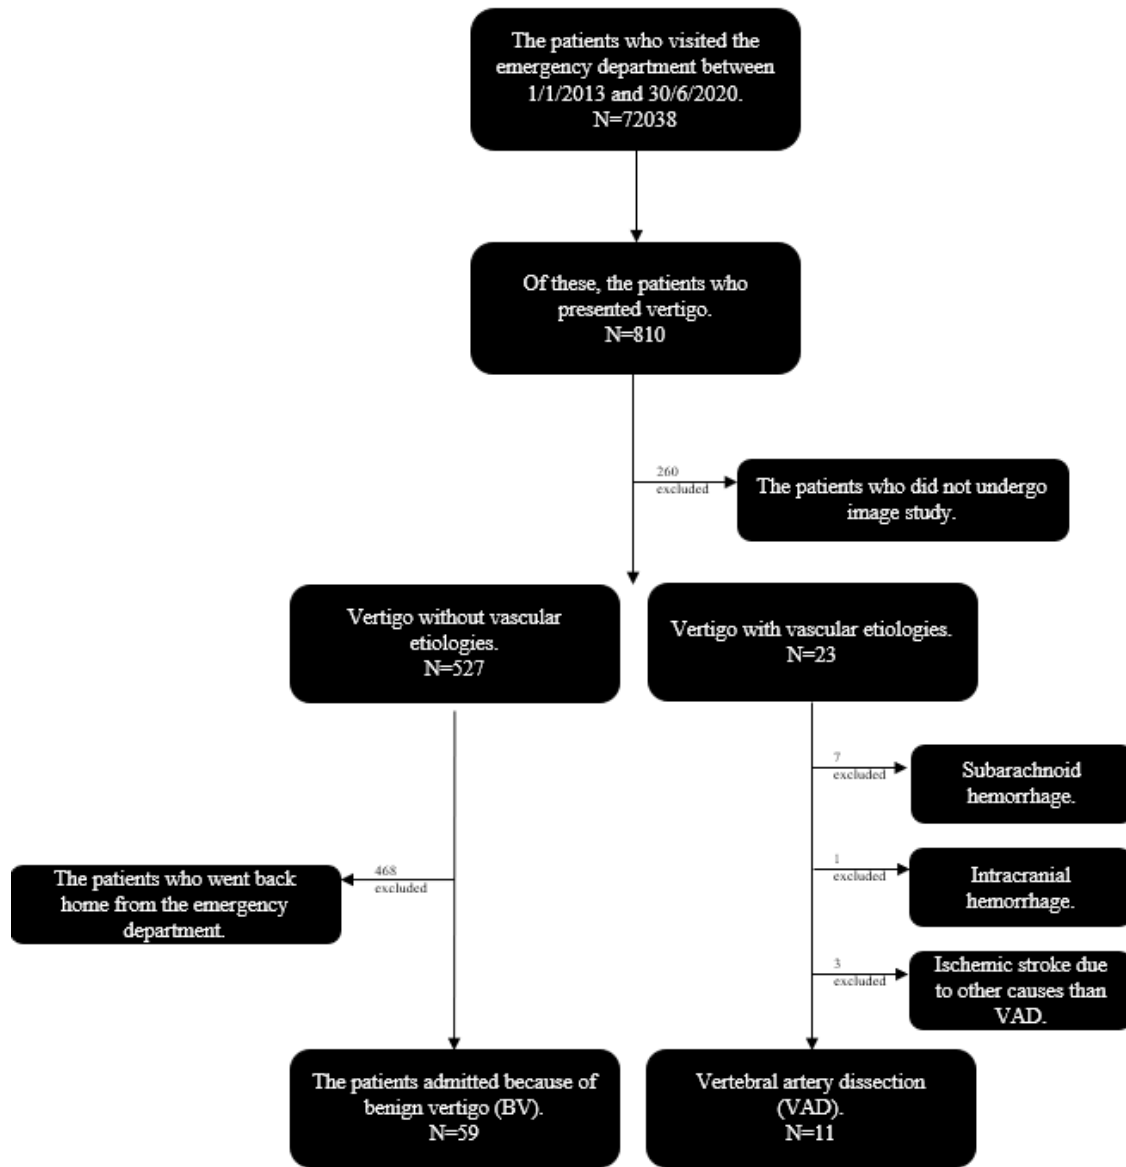 The patients who visited the
emergency department between
1/1/2013 and 30/6/2020.
N=72038
Of these, the patients who
presented vertigo.
N=810
260
excluded
The patients who did not undergo
image study.
Vertigo without vascular
etiologies.
N=527
Vertigo with vascular etiologies.
N=23
7
excluded
Subarachnoid
hemorrhage.
468
excluded
The patients who went back
home from the emergency
department.
1
excluded
Intracranial
hemorrhage.
3
excluded
Ischemic stroke due
to other causes than
VAD.
The patients admitted because of
benign vertigo (BV).
N=59
Vertebral artery dissection
(VAD).
N=11